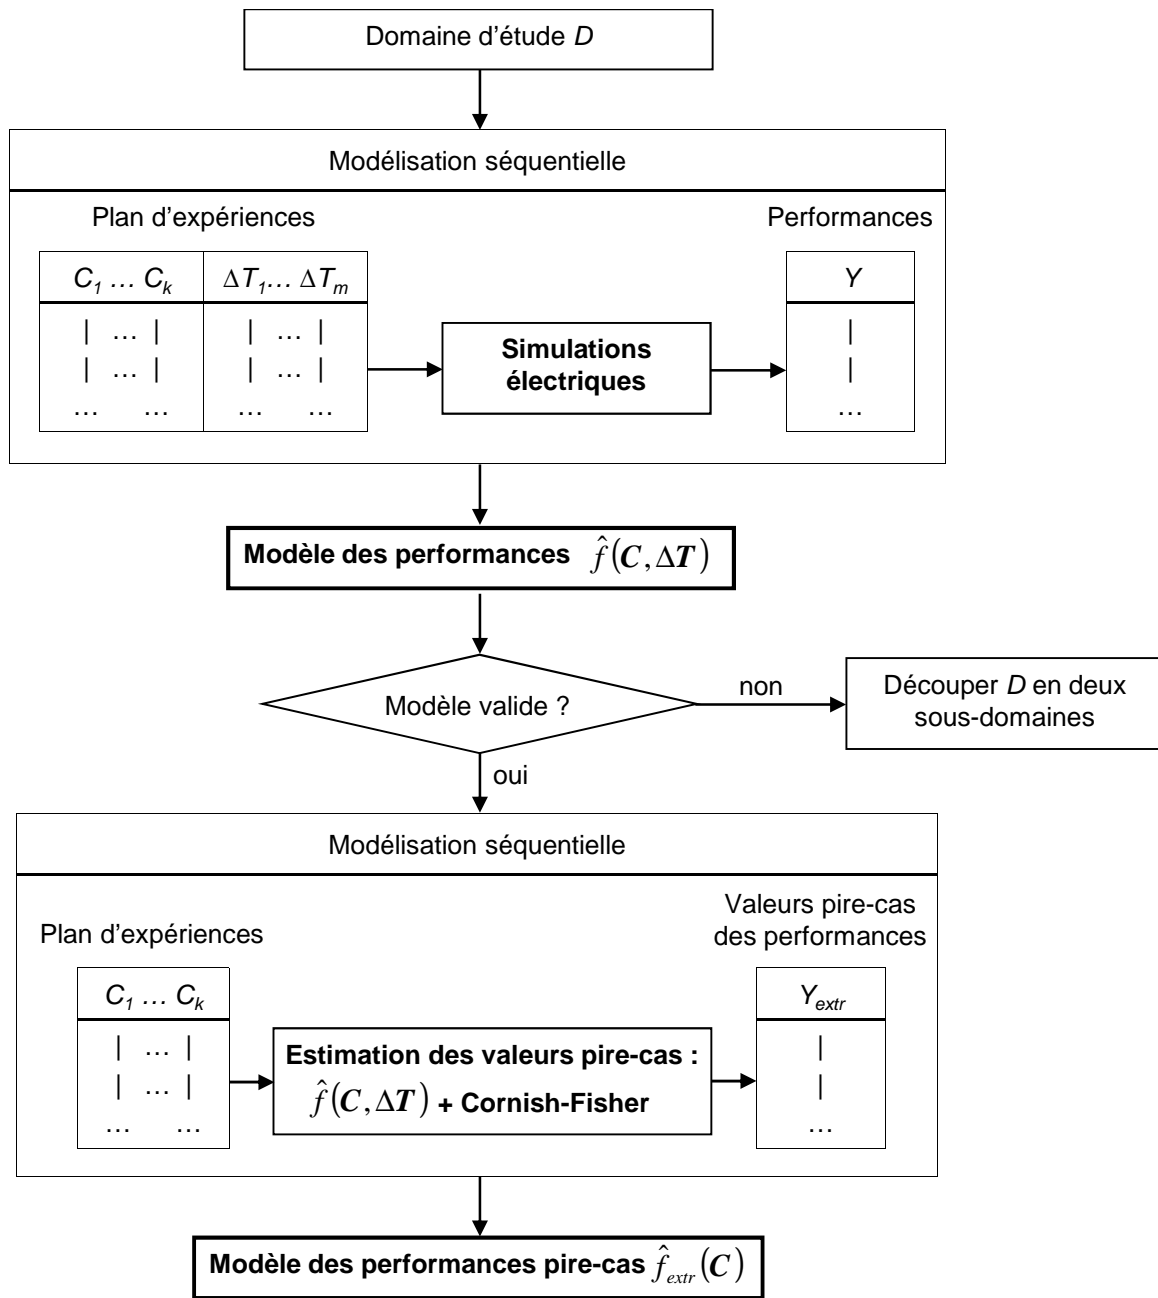 Domaine d'étude D
Modélisation séquentielle
Plan d'expériences
Performances
C1 … Ck
ΔT1… ΔTm
Y
| … |
| … |
|
Simulations
électriques
| … |
| … |
|
… …
… …
…
Modèle des performances f̂(C, ΔT)
Modèle valide ?
non
Découper D en deux
sous-domaines
oui
Modélisation séquentielle
Plan d'expériences
Valeurs pire-cas
des performances
C1 … Ck
Yextr
| … |
|
Estimation des valeurs pire-cas :
f̂(C, ΔT) + Cornish-Fisher
| … |
|
… …
…
Modèle des performances pire-cas f̂extr(C)